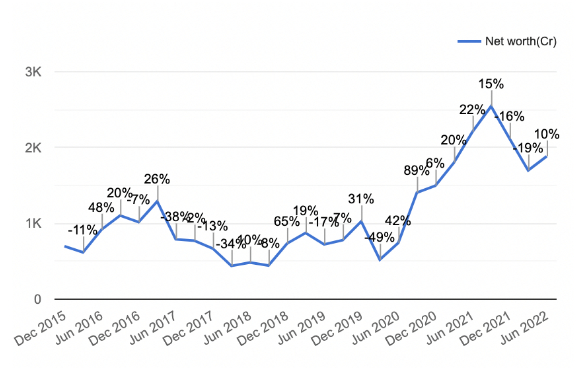 Net worth(Cr)
3K
2K
1K
0
-11%
48%
20%
-7%
26%
-38%
-2%
-13%
-34%
10%
-8%
65%
19%
-17%
7%
31%
-49%
42%
89%
6%
20%
22%
15%
-16%
-19%
10%
Dec 2015
Jun 2016
Dec 2016
Jun 2017
Dec 2017
Jun 2018
Dec 2018
Jun 2019
Dec 2019
Jun 2020
Dec 2020
Jun 2021
Dec 2021
Jun 2022